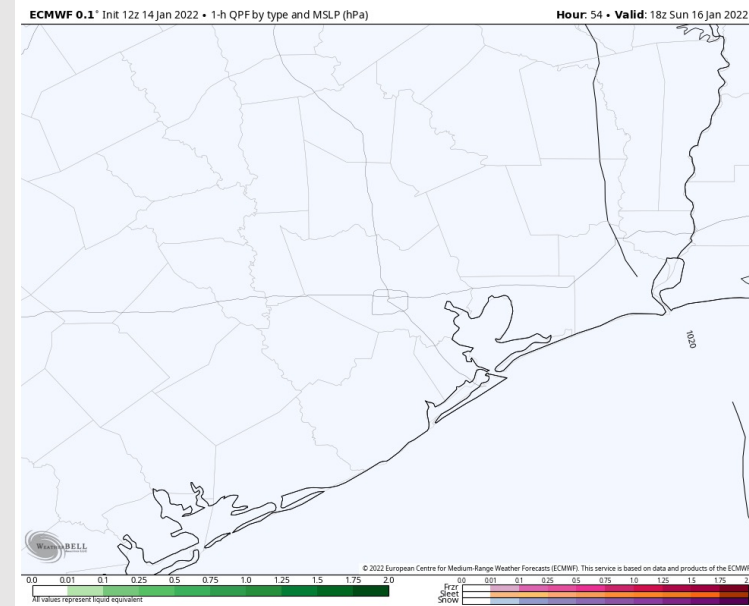 ECMWF 0.1° Init 12z 14 Jan 2022 • 1-h QPF by type and MSLP (hPa) Hour: 54 • Valid: 18z Sun 16 Jan 2022
1020
WeatherBELL
© 2022 European Centre for Medium-Range Weather Forecasts (ECMWF). This service is based on data and products of the ECMWF
0.0 0.01 0.1 0.25 0.5 0.75 1.0 1.25 1.5 1.75 2.0
All values represent liquid equivalent
0.0 0.01 0.1 0.25 0.5 0.75 1.0 1.25 1.5 1.75 2.
Frzr
Sleet
Snow